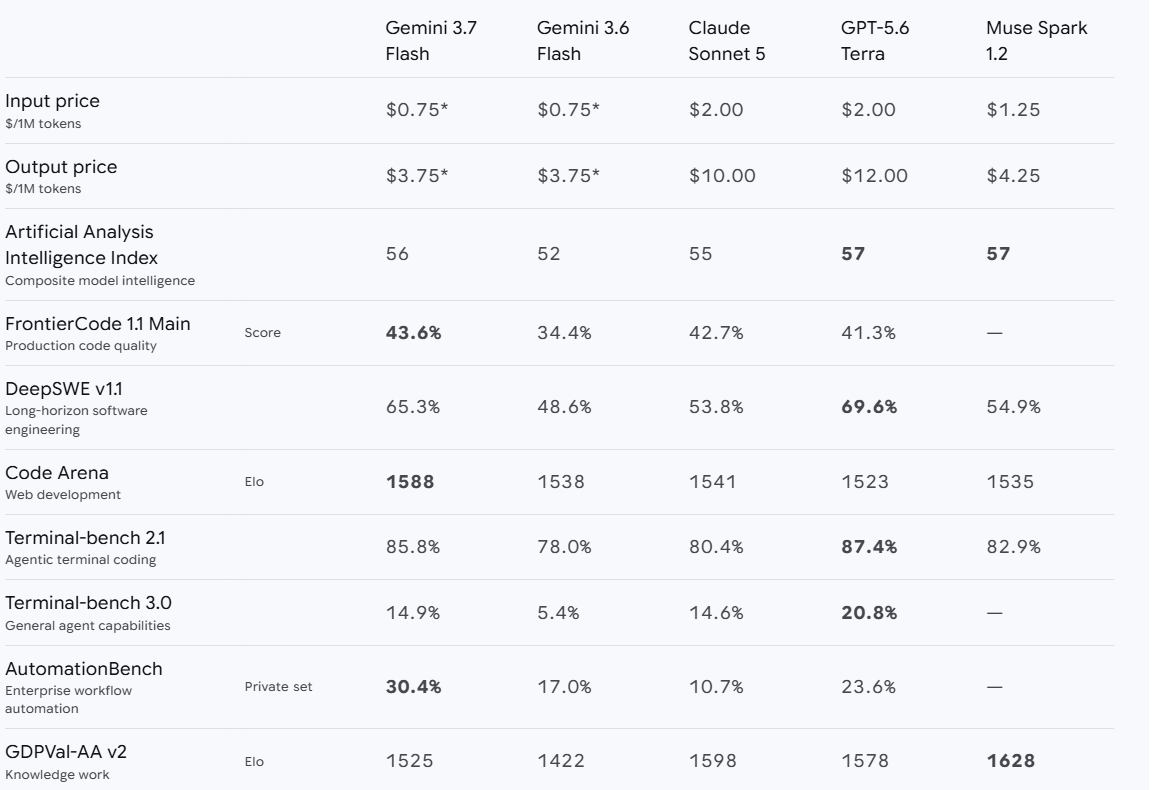 Gemini 3.7 Flash Gemini 3.6 Flash Claude Sonnet 5 GPT-5.6 Terra Muse Spark 1.2
Input price $0.75* $0.75* $2.00 $2.00 $1.25
$/1M tokens
Output price $3.75* $3.75* $10.00 $12.00 $4.25
$/1M tokens
Artificial Analysis
Intelligence Index 56 52 55 57 57
Composite model intelligence
FrontierCode 1.1 Main Score 43.6% 34.4% 42.7% 41.3% —
Production code quality
DeepSWE v1.1 65.3% 48.6% 53.8% 69.6% 54.9%
Long-horizon software
engineering
Code Arena Elo 1588 1538 1541 1523 1535
Web development
Terminal-bench 2.1 85.8% 78.0% 80.4% 87.4% 82.9%
Agentic terminal coding
Terminal-bench 3.0 14.9% 5.4% 14.6% 20.8% —
General agent capabilities
AutomationBench Private set 30.4% 17.0% 10.7% 23.6% —
Enterprise workflow
automation
GDPVal-AA v2 Elo 1525 1422 1598 1578 1628
Knowledge work